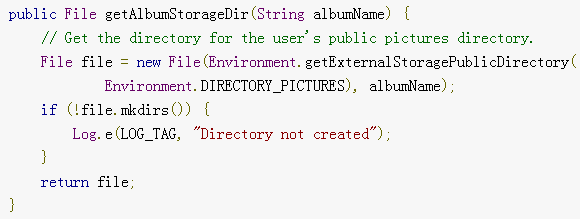 public File getAlbumStorageDir(String albumName) {
    // Get the directory for the user's public pictures directory.
    File file = new File(Environment.getExternalStoragePublicDirectory(
            Environment.DIRECTORY_PICTURES), albumName);
    if (!file.mkdirs()) {
        Log.e(LOG_TAG, "Directory not created");
    }
    return file;
}